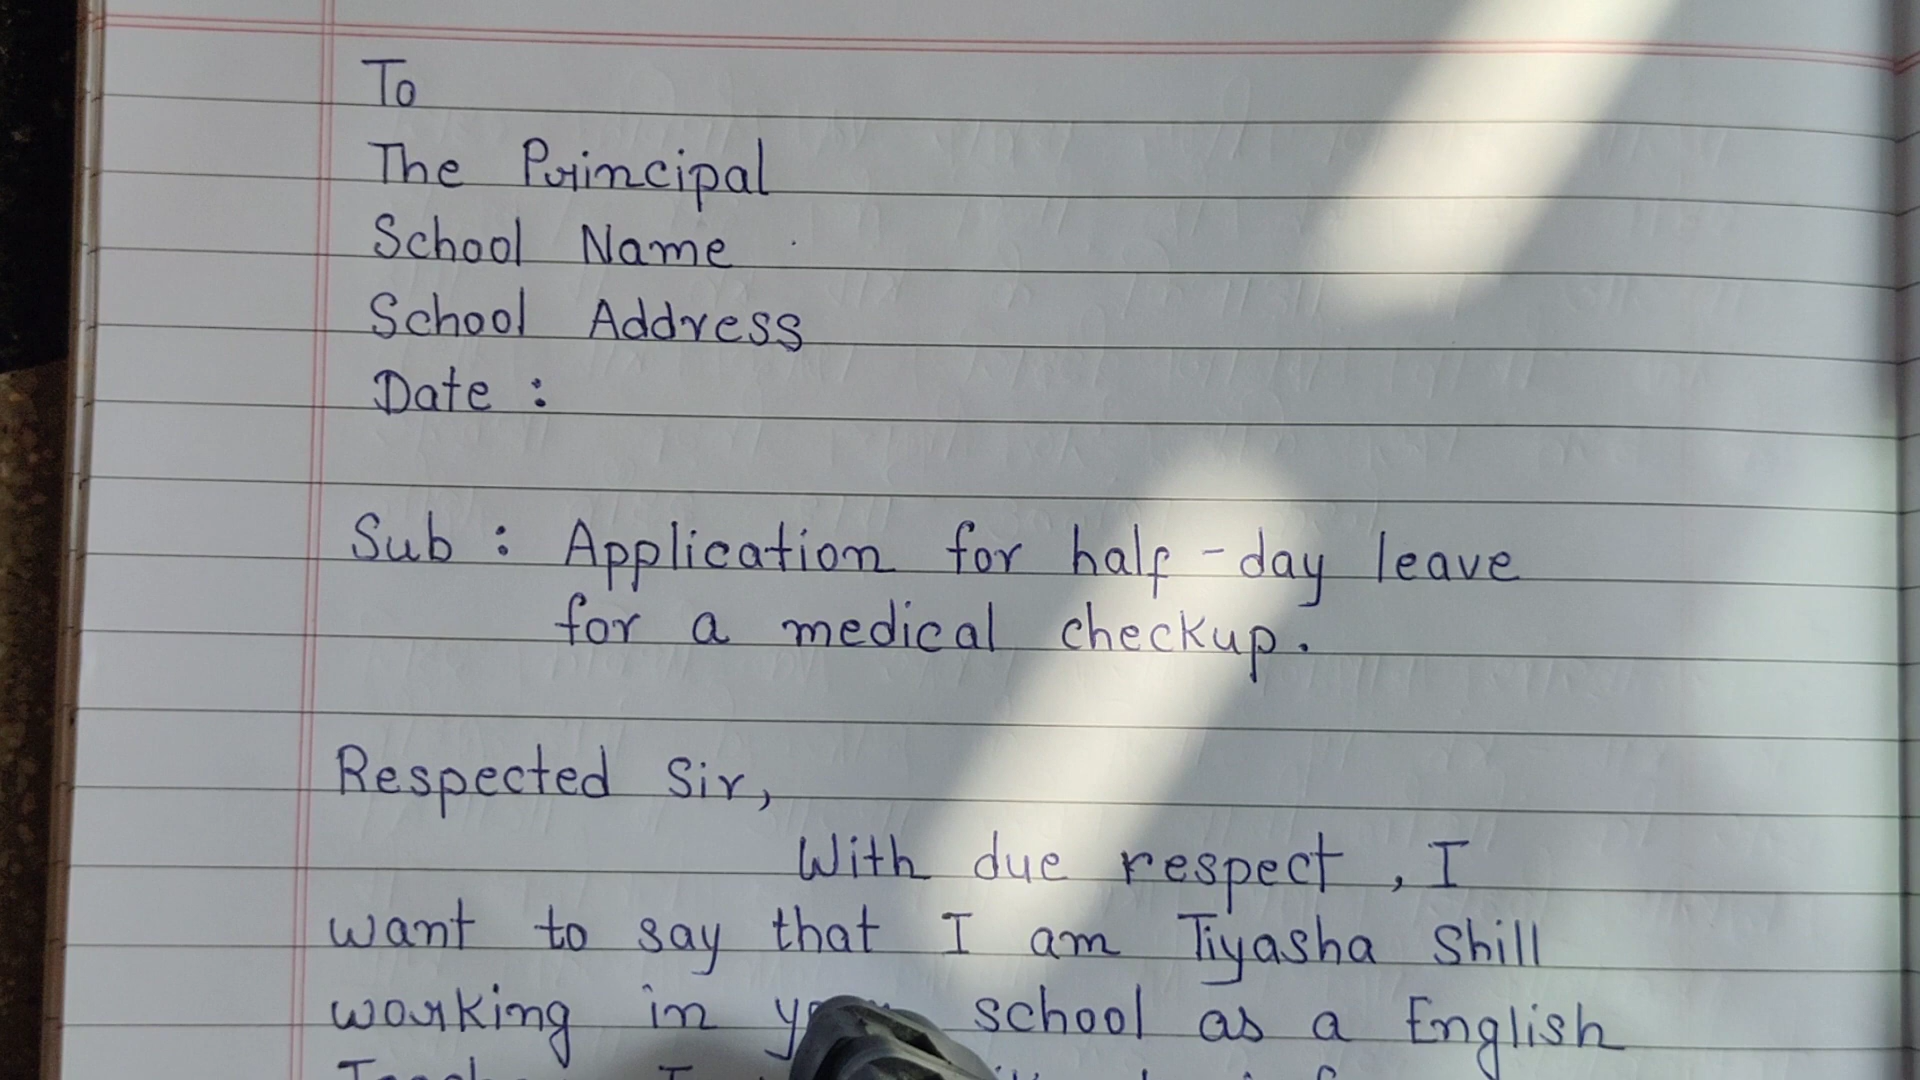 To
The Principal
School Name
School Address
Date :
Sub : Application for half-day leave
for a medical checkup.
Respected Sir,
With due respect, I
want to say that I am Tiyasha Shill
working in school as a English